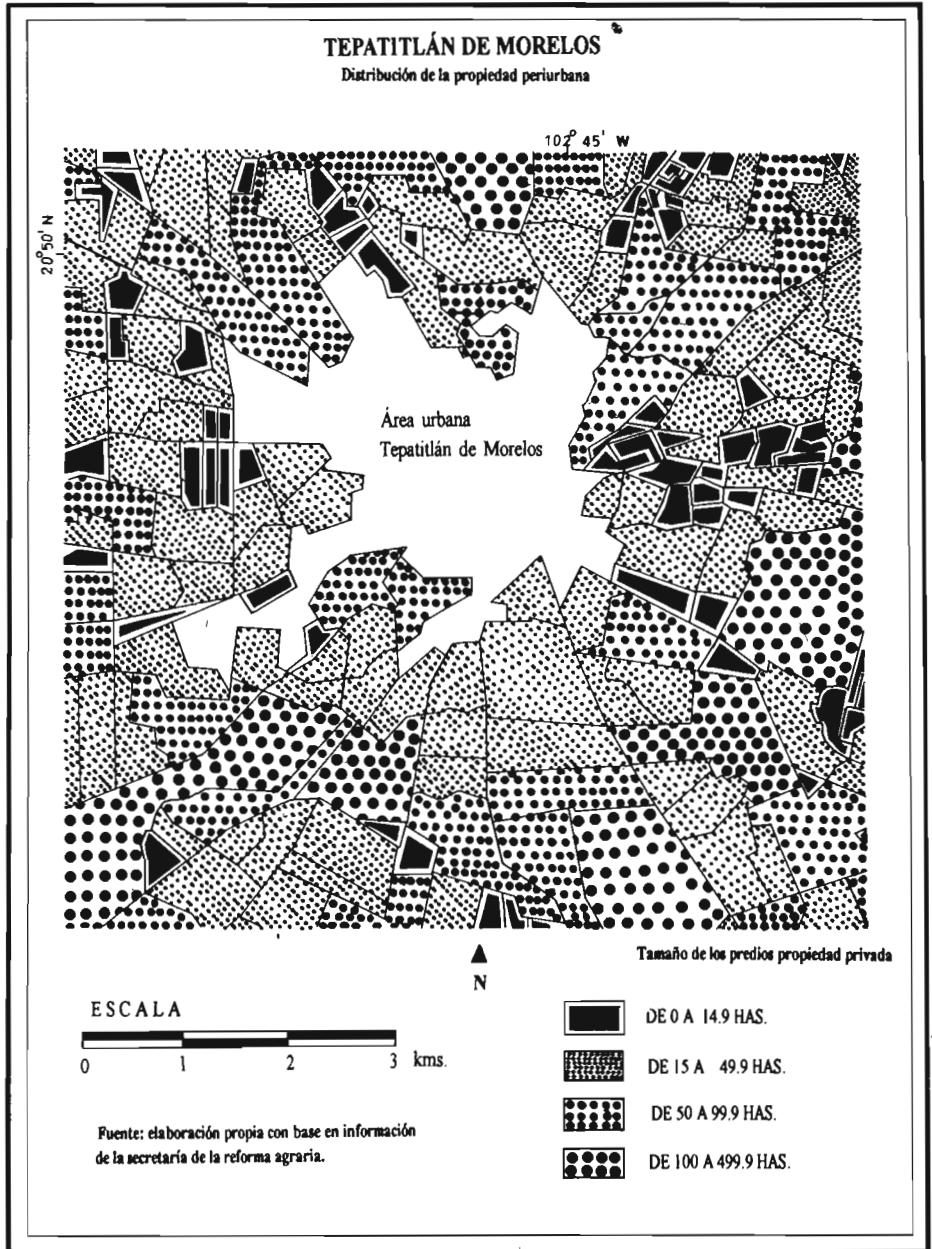 TEPATITLÁN DE MORELOS
Distribución de la propiedad periurbana
102° 45' W
20° 50' N
Área urbana
Tepatitlán de Morelos
Tamaño de los predios propiedad privada
N
ESCALA
0 1 2 3 kms.
DE 0 A 14.9 HAS.
DE 15 A 49.9 HAS.
DE 50 A 99.9 HAS.
DE 100 A 499.9 HAS.
Fuente: elaboración propia con base en información
de la secretaría de la reforma agraria.